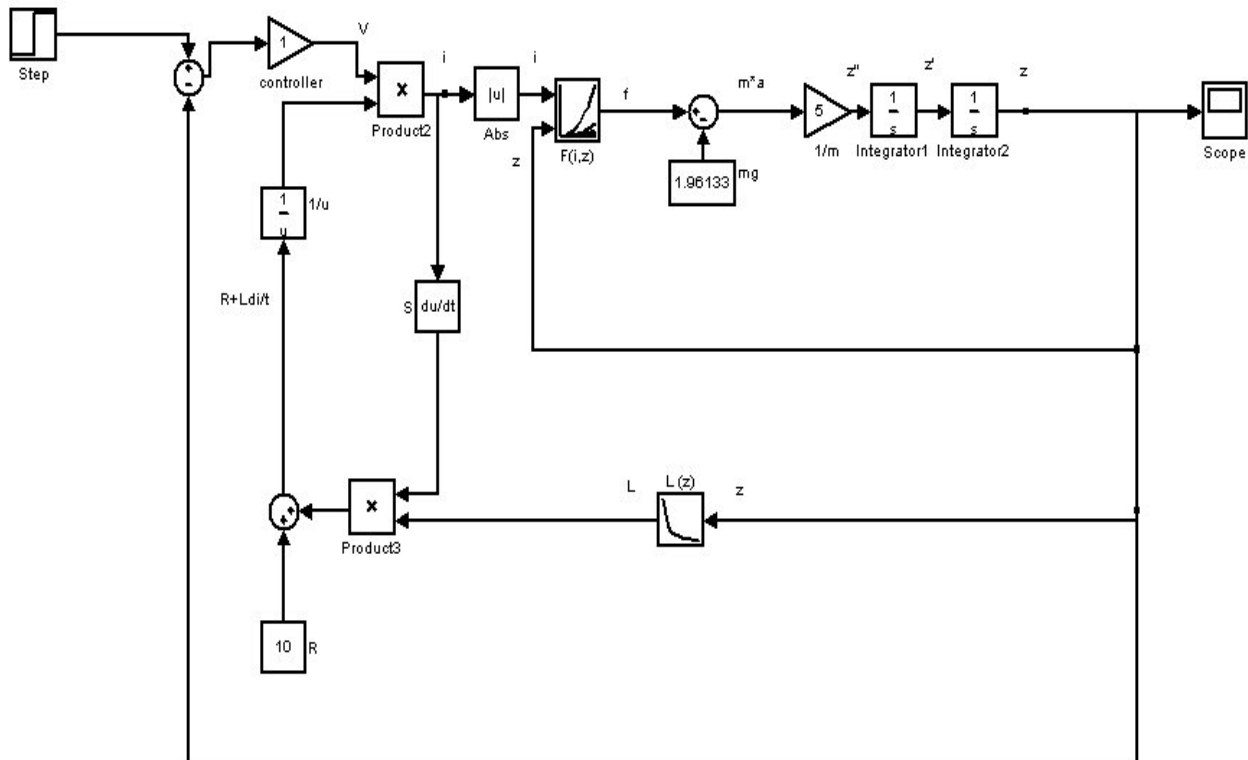 Step
1
controller
V
x
Product2
i
|u|
Abs
i
z
F(i,z)
f
m*a
1.96133
mg
5
1/m
z''
1
s
Integrator1
z'
1
s
Integrator2
z
Scope
1
u
1/u
R+Ldi/t
S
du/dt
x
Product3
L
L(z)
z
10
R